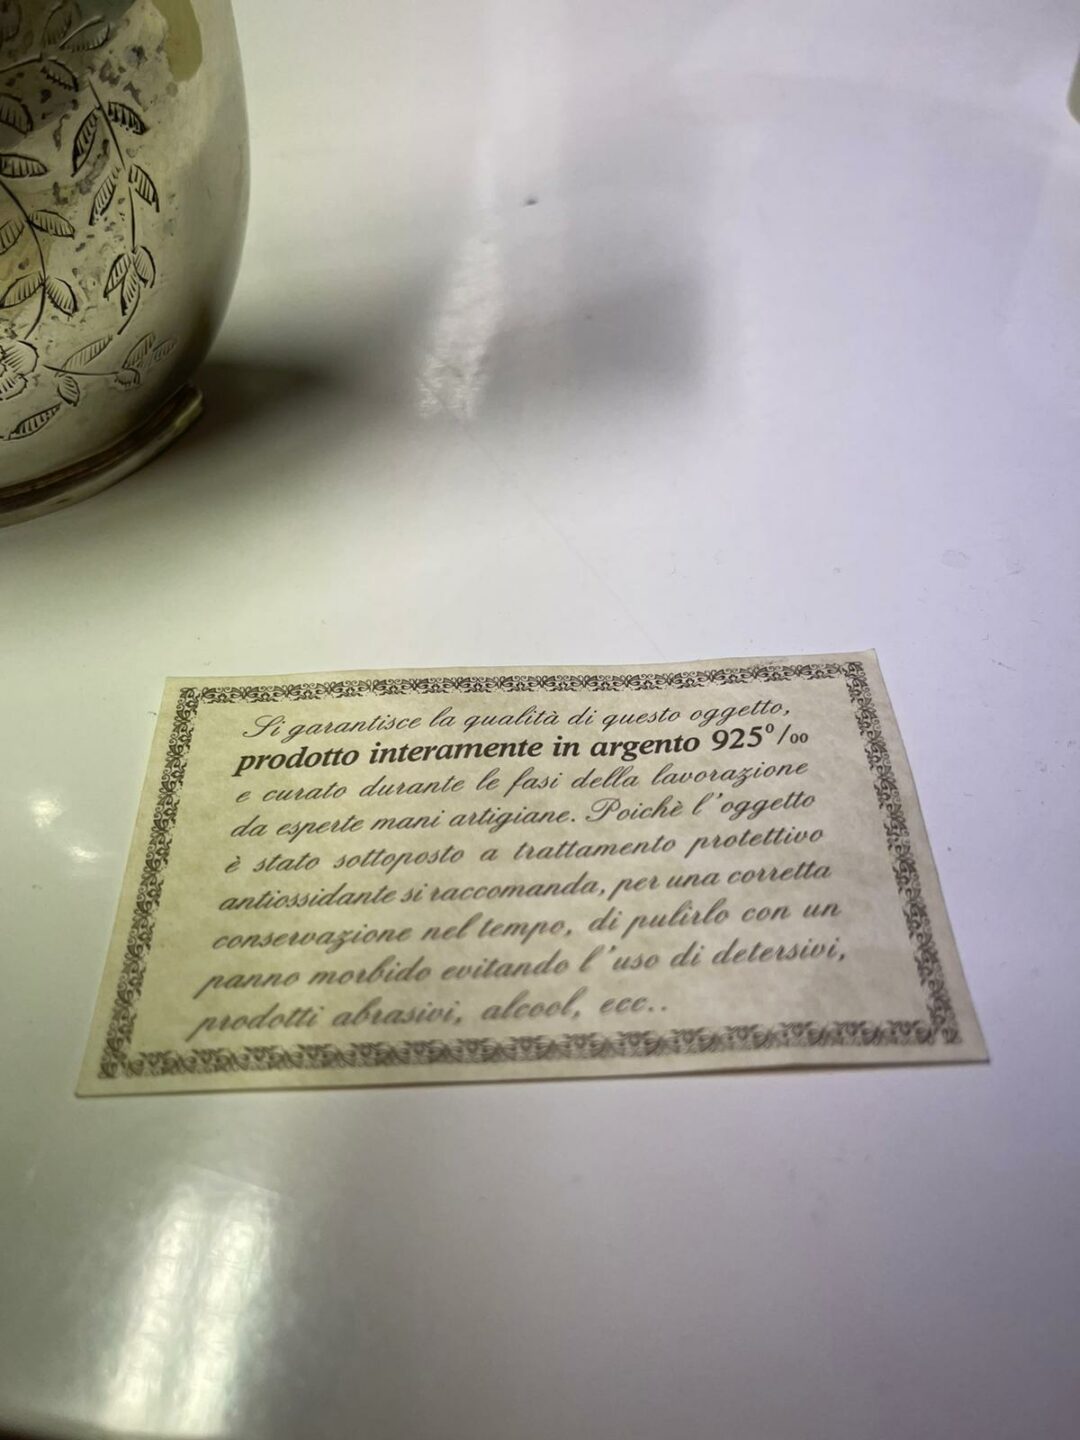 Si garantisce la qualità di questo oggetto,
prodotto interamente in argento 925⁰/₀₀
e curato durante le fasi della lavorazione
da esperte mani artigiane. Poichè l'oggetto
è stato sottoposto a trattamento protettivo
antiossidante si raccomanda, per una corretta
conservazione nel tempo, di pulirlo con un
panno morbido evitando l'uso di detersivi,
prodotti abrasivi, alcool, ecc..